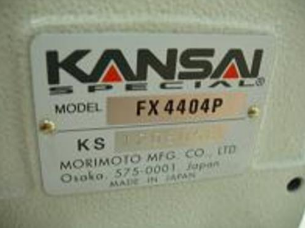 KANSAI
SPECIAL®
MODEL FX4404P
KS
MORIMOTO MFG. CO., LTD
Osaka, 575-0001 Japan
MADE IN JAPAN